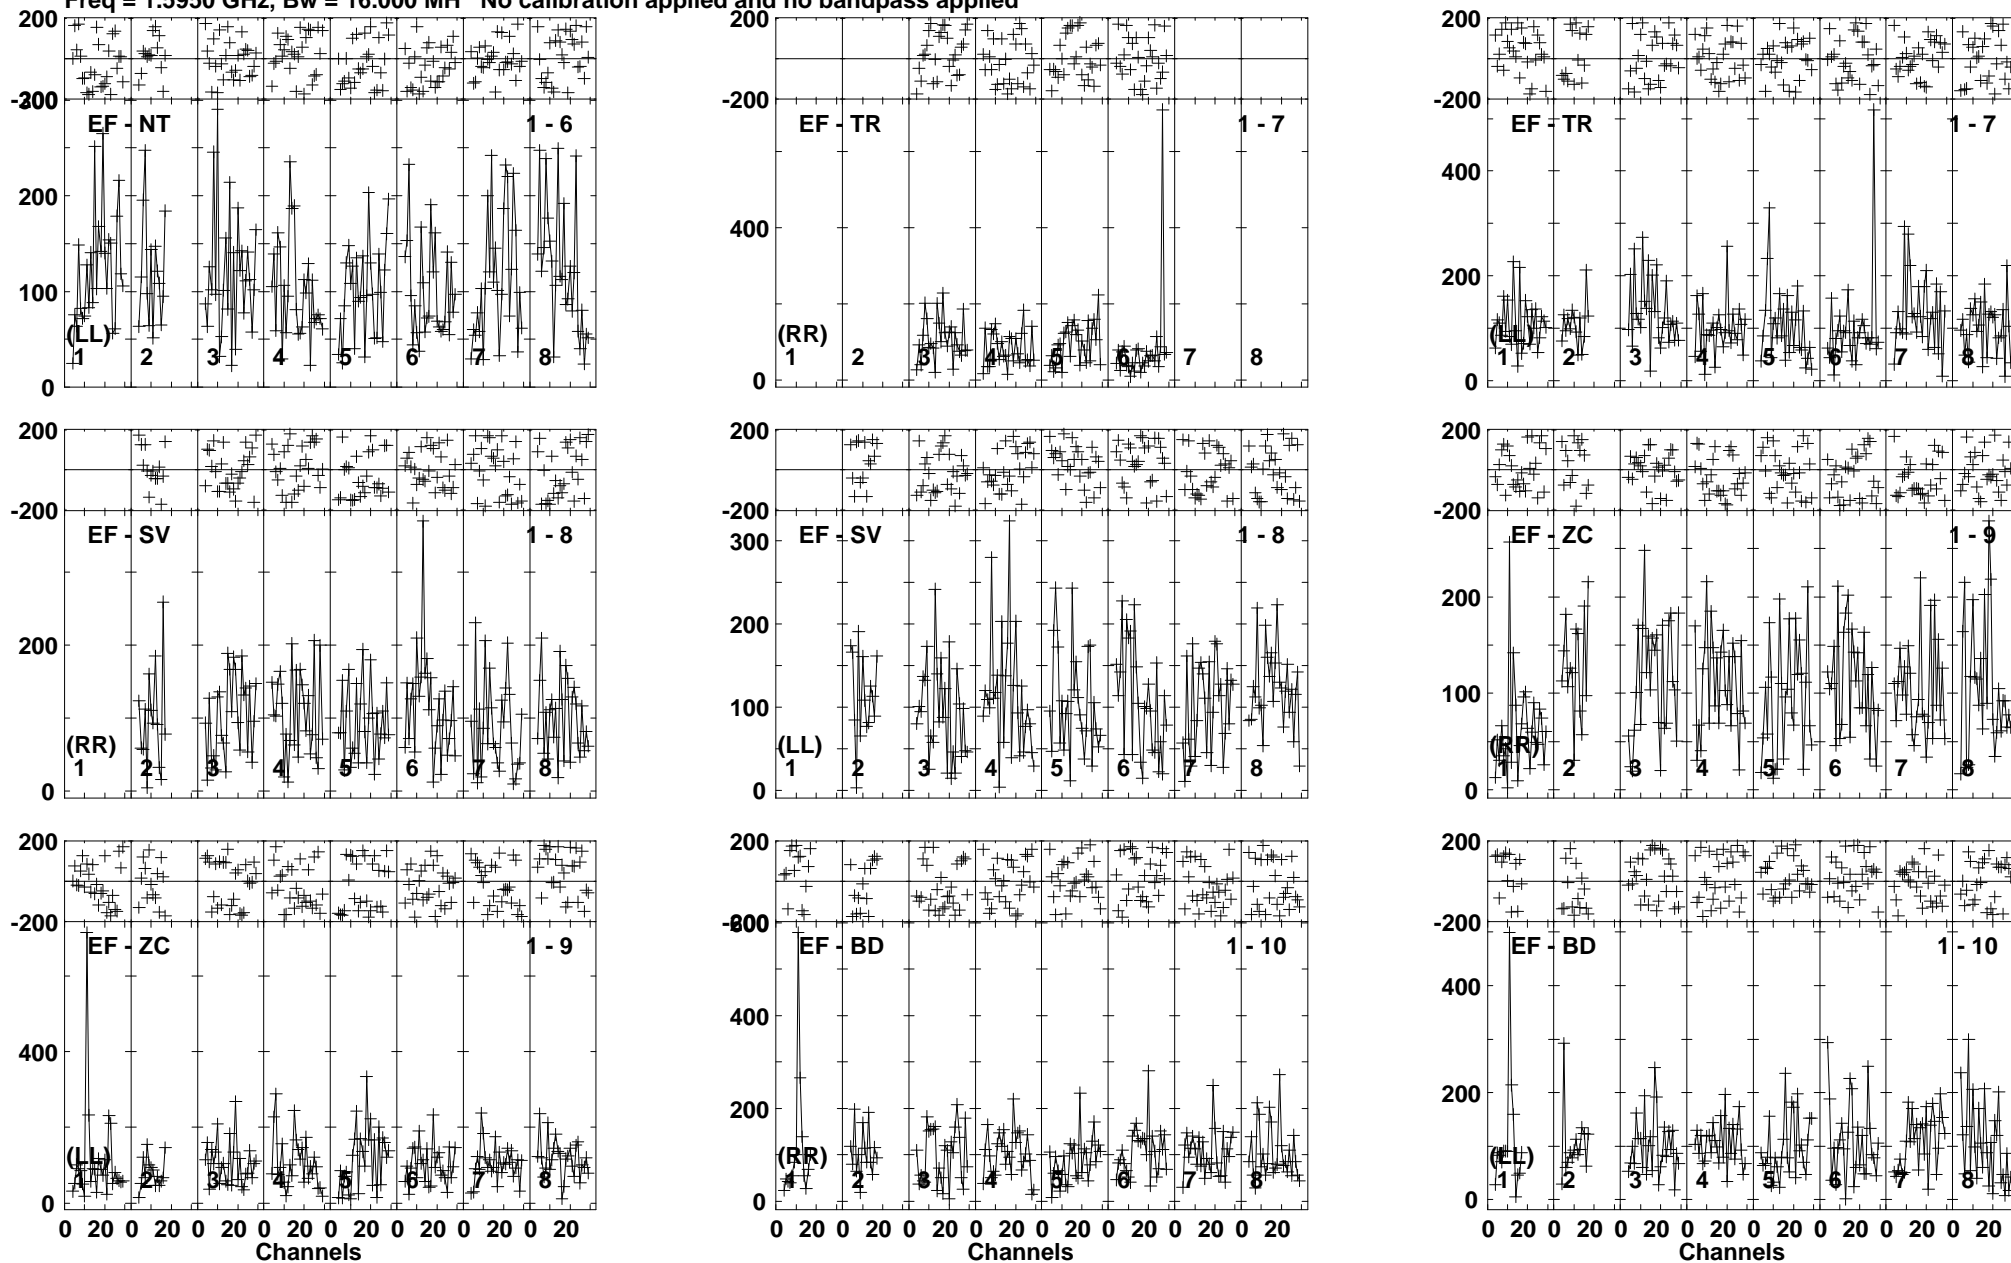 Freq = 1.5950 GHz, Bw = 16.000 MH No calibration applied and no bandpass applied
200 200 200
-200 -200 -200
300
EF - NT 1 - 6 EF - TR 1 - 7 EF - TR 1 - 7
200 400 400
100 200
0 0 0
(LL) (RR) (LL)
1 2 3 4 5 6 7 8 1 2 3 4 5 6 7 8 1 2 3 4 5 6 7 8
200 200 200
-200 -200 -200
EF - SV 1 - 8 EF - SV 1 - 8 EF - ZC 1 - 9
200 300 200
200 100
100
0 0 0
(RR) (LL) (RR)
1 2 3 4 5 6 7 8 1 2 3 4 5 6 7 8 1 2 3 4 5 6 7 8
200 200 200
-200 -200 -200
600
EF - ZC 1 - 9 EF - BD 1 - 10 EF - BD 1 - 10
400 400 400
200 200
0 0 0
(LL) (RR) (LL)
1 2 3 4 5 6 7 8 1 2 3 4 5 6 7 8 1 2 3 4 5 6 7 8
0 20 0 20 0 20 0 20 0 20 0 20 0 20 0 20 0 20 0 20 0 20 0 20 0 20 0 20 0 20 0 20 0 20 0 20 0 20 0 20 0 20 0 20 0 20 0 20
Channels Channels Channels